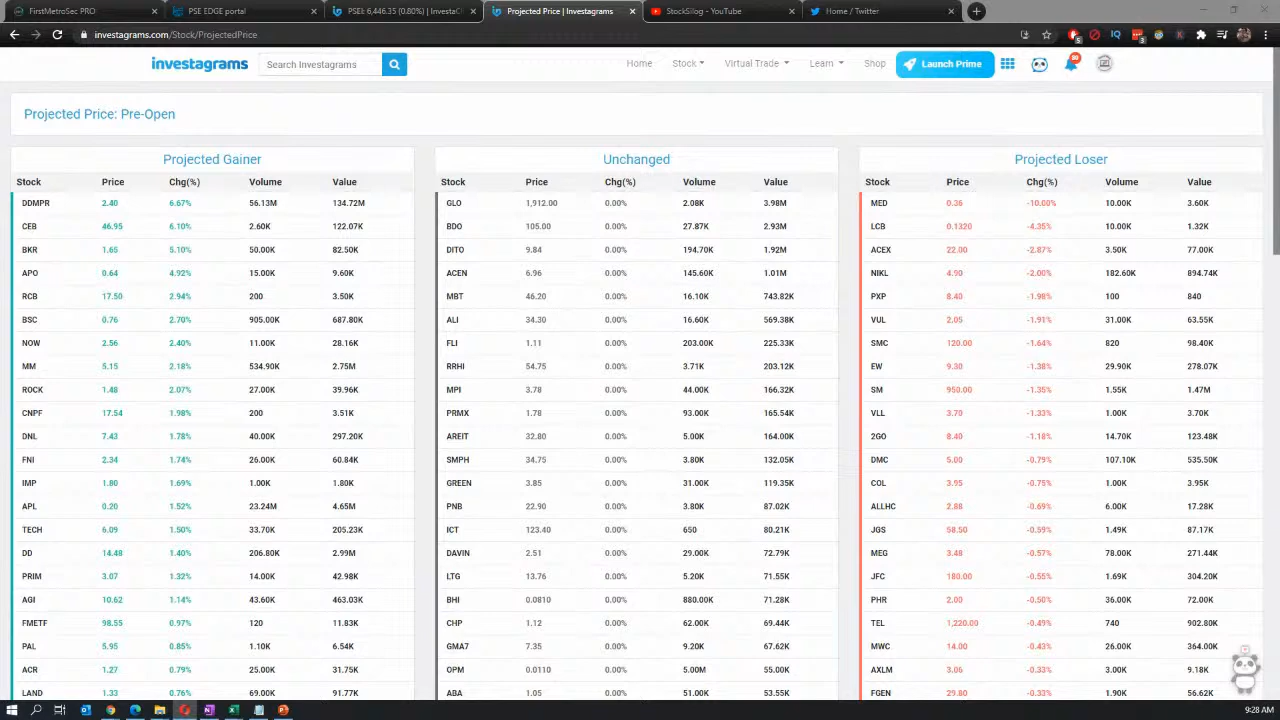 FirstMetroSec PRO
PSE EDGE portal
PSEi: 6,446.35 (0.80%) | InvestaC
Projected Price | Investagrams
StockSilog - YouTube
Home / Twitter
investagrams.com/Stock/ProjectedPrice
investagrams
Search Investagrams
Home Stock Virtual Trade Learn Shop Launch Prime
Projected Price: Pre-Open
Projected Gainer
Stock Price Chg(%) Volume Value
DDMPR 2.40 6.67% 56.13M 134.72M
CEB 46.95 6.10% 2.60K 122.07K
BKR 1.65 5.10% 50.00K 82.50K
APO 0.64 4.92% 15.00K 9.60K
RCB 17.50 2.94% 200 3.50K
BSC 0.76 2.70% 905.00K 687.80K
NOW 2.56 2.40% 11.00K 28.16K
MM 5.15 2.18% 534.90K 2.75M
ROCK 1.48 2.07% 27.00K 39.96K
CNPF 17.54 1.98% 200 3.51K
DNL 7.43 1.78% 40.00K 297.20K
FNI 2.34 1.74% 26.00K 60.84K
IMP 1.80 1.69% 1.00K 1.80K
APL 0.20 1.52% 23.24M 4.65M
TECH 6.09 1.50% 33.70K 205.23K
DD 14.48 1.40% 206.80K 2.99M
PRIM 3.07 1.32% 14.00K 42.98K
AGI 10.62 1.14% 43.60K 463.03K
FMETF 98.55 0.97% 120 11.83K
PAL 5.95 0.85% 1.10K 6.54K
ACR 1.27 0.79% 25.00K 31.75K
LAND 1.33 0.76% 69.00K 91.77K
Unchanged
Stock Price Chg(%) Volume Value
GLO 1,912.00 0.00% 2.08K 3.98M
BDO 105.00 0.00% 27.87K 2.93M
DITO 9.84 0.00% 194.70K 1.92M
ACEN 6.96 0.00% 145.60K 1.01M
MBT 46.20 0.00% 16.10K 743.82K
ALI 34.30 0.00% 16.60K 569.38K
FLI 1.11 0.00% 203.00K 225.33K
RRHI 54.75 0.00% 3.71K 203.12K
MPI 3.78 0.00% 44.00K 166.32K
PRMX 1.78 0.00% 93.00K 165.54K
AREIT 32.80 0.00% 5.00K 164.00K
SMPH 34.75 0.00% 3.80K 132.05K
GREEN 3.85 0.00% 31.00K 119.35K
PNB 22.90 0.00% 3.80K 87.02K
ICT 123.40 0.00% 650 80.21K
DAVIN 2.51 0.00% 29.00K 72.79K
LTG 13.76 0.00% 5.20K 71.55K
BHI 0.0810 0.00% 880.00K 71.28K
CHP 1.12 0.00% 62.00K 69.44K
GMA7 7.35 0.00% 9.20K 67.62K
OPM 0.0110 0.00% 5.00M 55.00K
ABA 1.05 0.00% 51.00K 53.55K
Projected Loser
Stock Price Chg(%) Volume Value
MED 0.36 -10.00% 10.00K 3.60K
LCB 0.1320 -4.35% 10.00K 1.32K
ACEX 22.00 -2.87% 3.50K 77.00K
NIKL 4.90 -2.00% 182.60K 894.74K
PXP 8.40 -1.98% 100 840
VUL 2.05 -1.91% 31.00K 63.55K
SMC 120.00 -1.64% 820 98.40K
EW 9.30 -1.38% 29.90K 278.07K
SM 950.00 -1.35% 1.55K 1.47M
VLL 3.70 -1.33% 1.00K 3.70K
2GO 8.40 -1.18% 14.70K 123.48K
DMC 5.00 -0.79% 107.10K 535.50K
COL 3.95 -0.75% 1.00K 3.95K
ALLHC 2.88 -0.69% 6.00K 17.28K
JGS 58.50 -0.59% 1.49K 87.17K
MEG 3.48 -0.57% 78.00K 271.44K
JFC 180.00 -0.55% 1.69K 304.20K
PHR 2.00 -0.50% 36.00K 72.00K
TEL 1,220.00 -0.49% 740 902.80K
MWC 14.00 -0.43% 26.00K 364.00K
AXLM 3.06 -0.33% 3.00K 9.18K
FGEN 29.80 -0.33% 1.90K 56.62K
9:28 AM